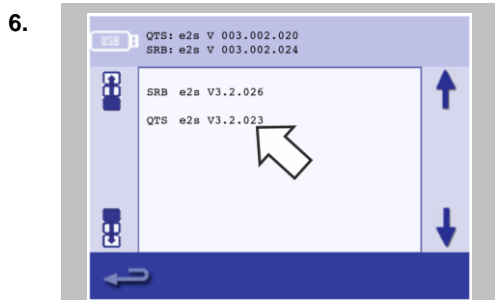 6.
USB
QTS: e2s V 003.002.020
SRB: e2s V 003.002.024
SRB e2s V3.2.026
QTS e2s V3.2.023